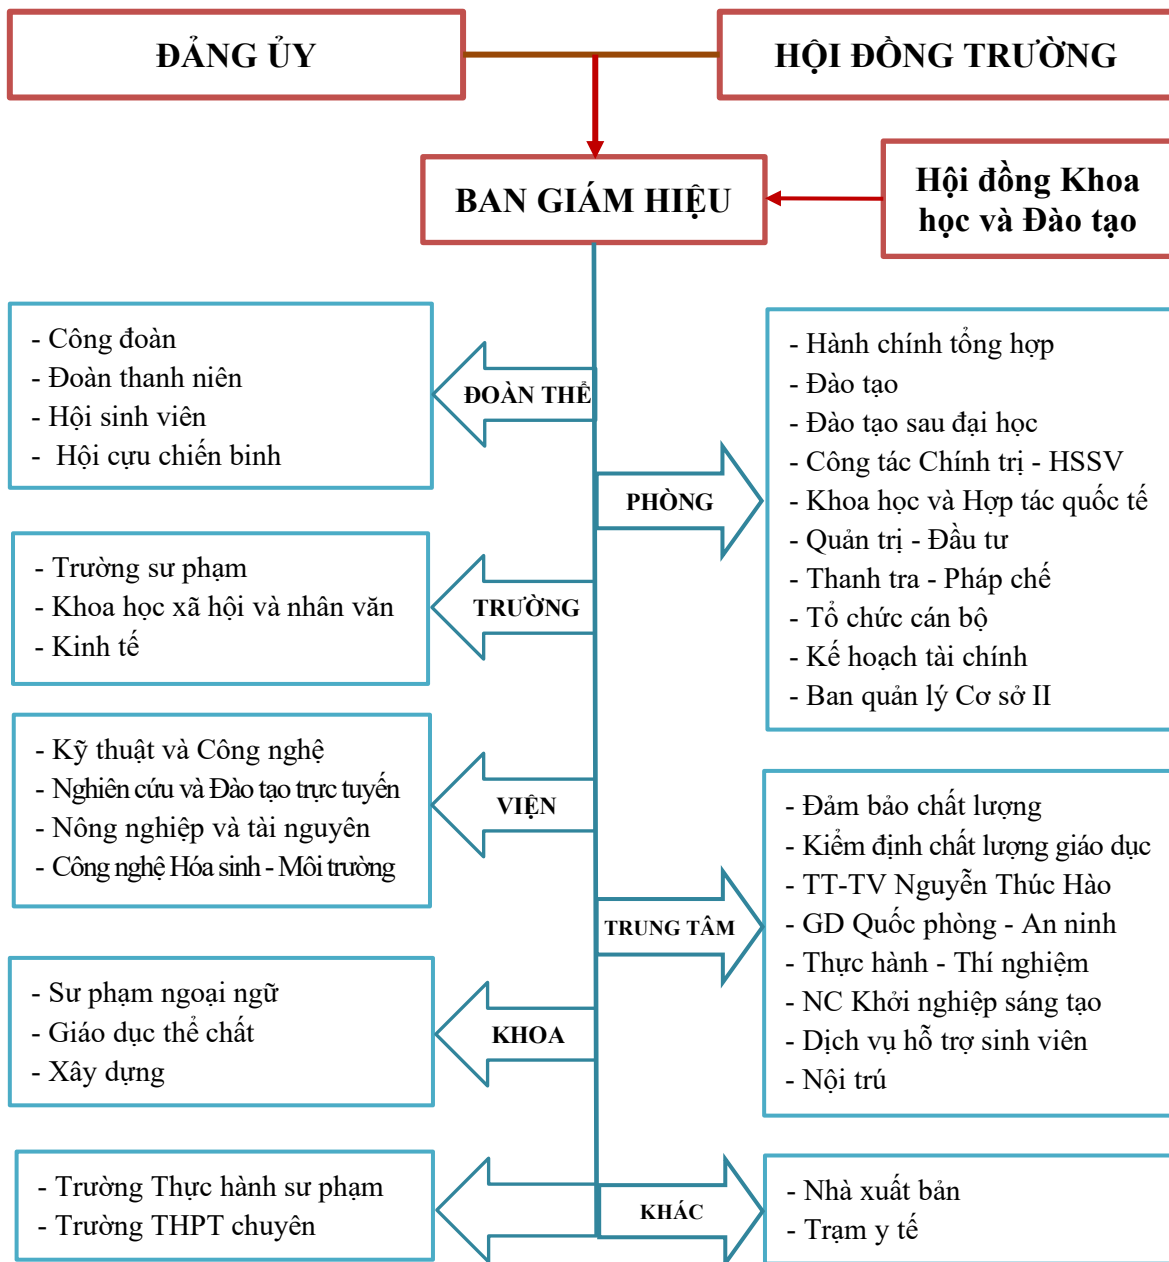 ĐẢNG ỦY
HỘI ĐỒNG TRƯỜNG
BAN GIÁM HIỆU
Hội đồng Khoa
học và Đào tạo
- Công đoàn
- Đoàn thanh niên
- Hội sinh viên
- Hội cựu chiến binh
ĐOÀN THỂ
PHÒNG
- Hành chính tổng hợp
- Đào tạo
- Đào tạo sau đại học
- Công tác Chính trị - HSSV
- Khoa học và Hợp tác quốc tế
- Quản trị - Đầu tư
- Thanh tra - Pháp chế
- Tổ chức cán bộ
- Kế hoạch tài chính
- Ban quản lý Cơ sở II
- Trường sư phạm
- Khoa học xã hội và nhân văn
- Kinh tế
TRƯỜNG
- Kỹ thuật và Công nghệ
- Nghiên cứu và Đào tạo trực tuyến
- Nông nghiệp và tài nguyên
- Công nghệ Hóa sinh - Môi trường
VIỆN
TRUNG TÂM
- Đảm bảo chất lượng
- Kiểm định chất lượng giáo dục
- TT-TV Nguyễn Thúc Hào
- GD Quốc phòng - An ninh
- Thực hành - Thí nghiệm
- NC Khởi nghiệp sáng tạo
- Dịch vụ hỗ trợ sinh viên
- Nội trú
- Sư phạm ngoại ngữ
- Giáo dục thể chất
- Xây dựng
KHOA
- Trường Thực hành sư phạm
- Trường THPT chuyên
KHÁC
- Nhà xuất bản
- Trạm y tế